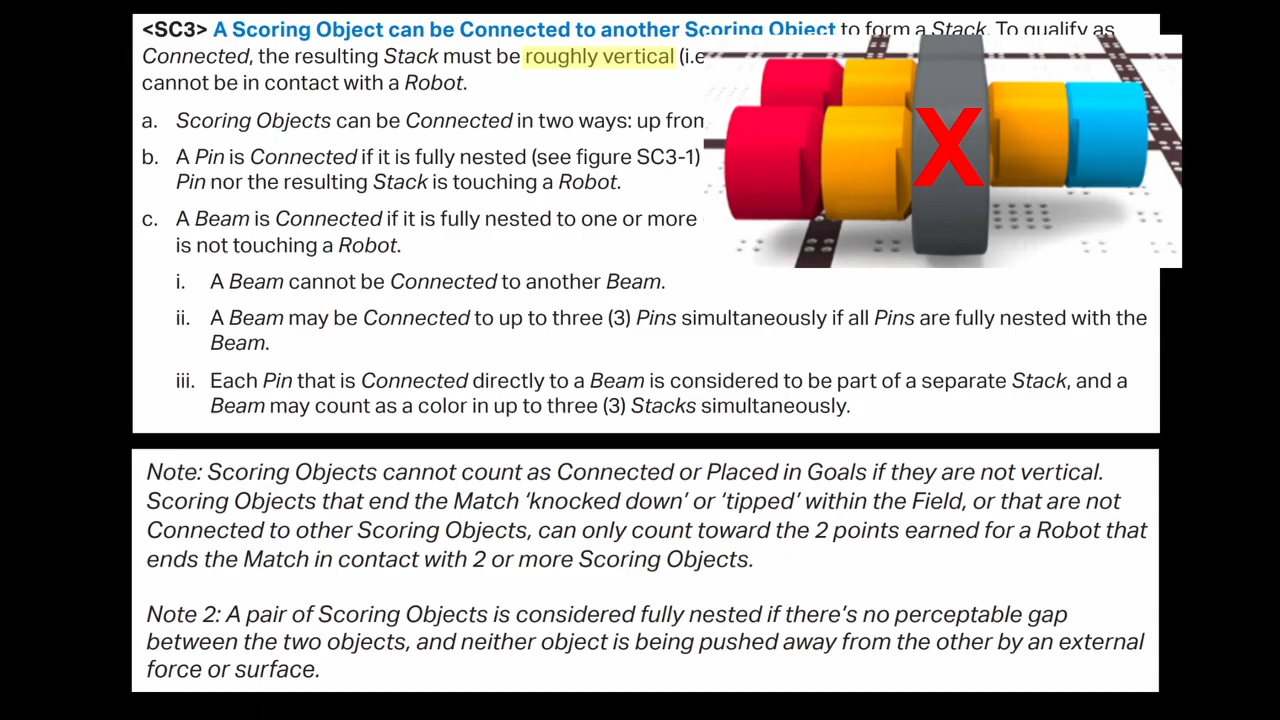 <SC3> A Scoring Object can be Connected to another Scoring Object to form a Stack. To qualify as
Connected, the resulting Stack must be roughly vertical (i.e
cannot be in contact with a Robot.
a. Scoring Objects can be Connected in two ways: up from
b. A Pin is Connected if it is fully nested (see figure SC3-1)
Pin nor the resulting Stack is touching a Robot.
c. A Beam is Connected if it is fully nested to one or more
is not touching a Robot.
i. A Beam cannot be Connected to another Beam.
ii. A Beam may be Connected to up to three (3) Pins simultaneously if all Pins are fully nested with the
Beam.
iii. Each Pin that is Connected directly to a Beam is considered to be part of a separate Stack, and a
Beam may count as a color in up to three (3) Stacks simultaneously.
X
Note: Scoring Objects cannot count as Connected or Placed in Goals if they are not vertical.
Scoring Objects that end the Match ‘knocked down’ or ‘tipped’ within the Field, or that are not
Connected to other Scoring Objects, can only count toward the 2 points earned for a Robot that
ends the Match in contact with 2 or more Scoring Objects.
Note 2: A pair of Scoring Objects is considered fully nested if there’s no perceptable gap
between the two objects, and neither object is being pushed away from the other by an external
force or surface.